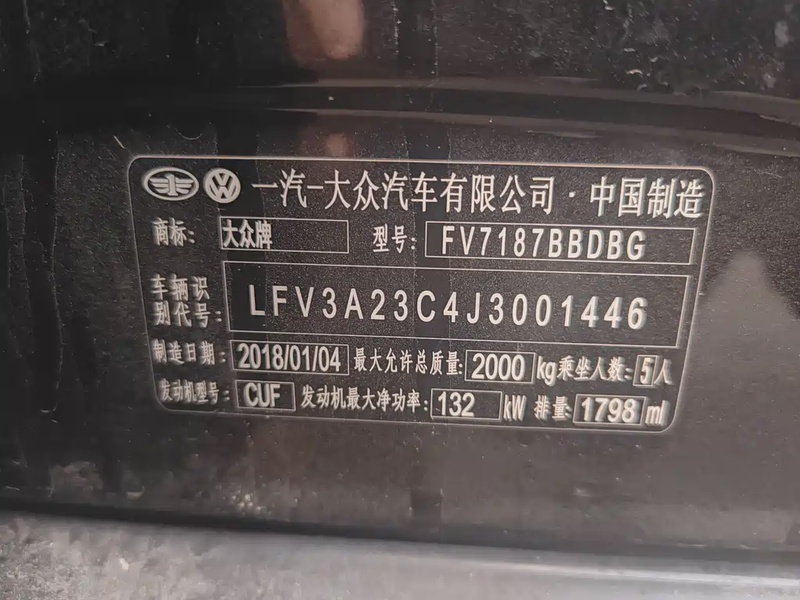 一汽-大众汽车有限公司·中国制造
商标: 大众牌 型号: FV7187BBDBG
车辆识别代号: LFV3A23C4J3001446
制造日期: 2018/01/04 最大允许总质量: 2000 kg 乘坐人数: 5人
发动机型号: CUF 发动机最大净功率: 132 kW 排量: 1798 ml